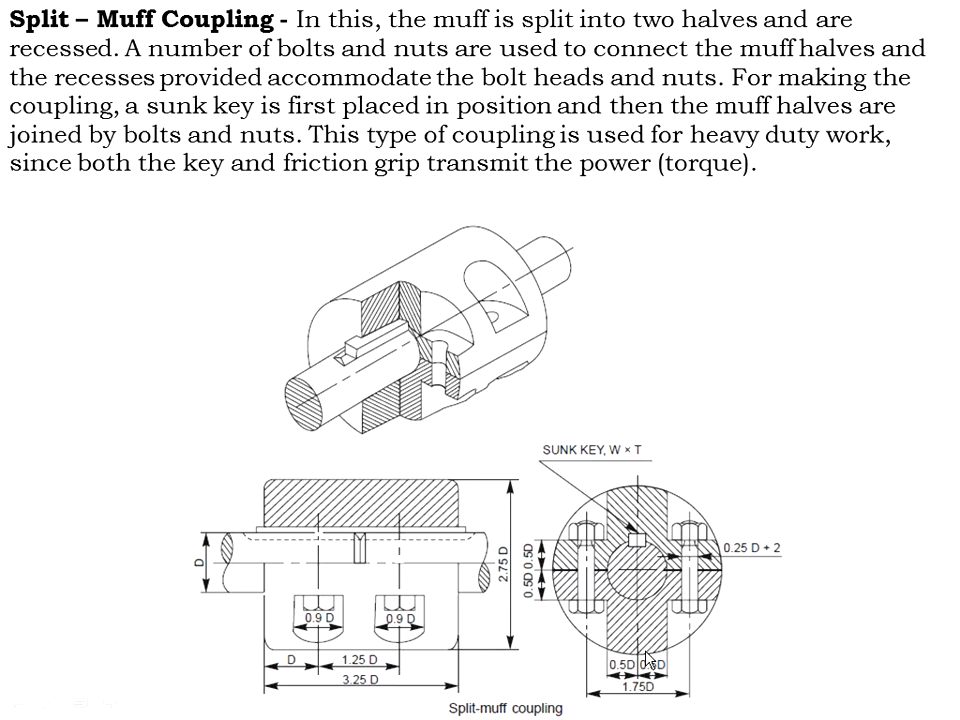 Split – Muff Coupling - In this, the muff is split into two halves and are
recessed. A number of bolts and nuts are used to connect the muff halves and
the recesses provided accommodate the bolt heads and nuts. For making the
coupling, a sunk key is first placed in position and then the muff halves are
joined by bolts and nuts. This type of coupling is used for heavy duty work,
since both the key and friction grip transmit the power (torque).
SUNK KEY, W × T
D
2.75 D
0.5D 0.5D
0.25 D + 2
0.9 D
0.9 D
D
1.25 D
3.25 D
0.5D 0.5D
1.75D
Split-muff coupling